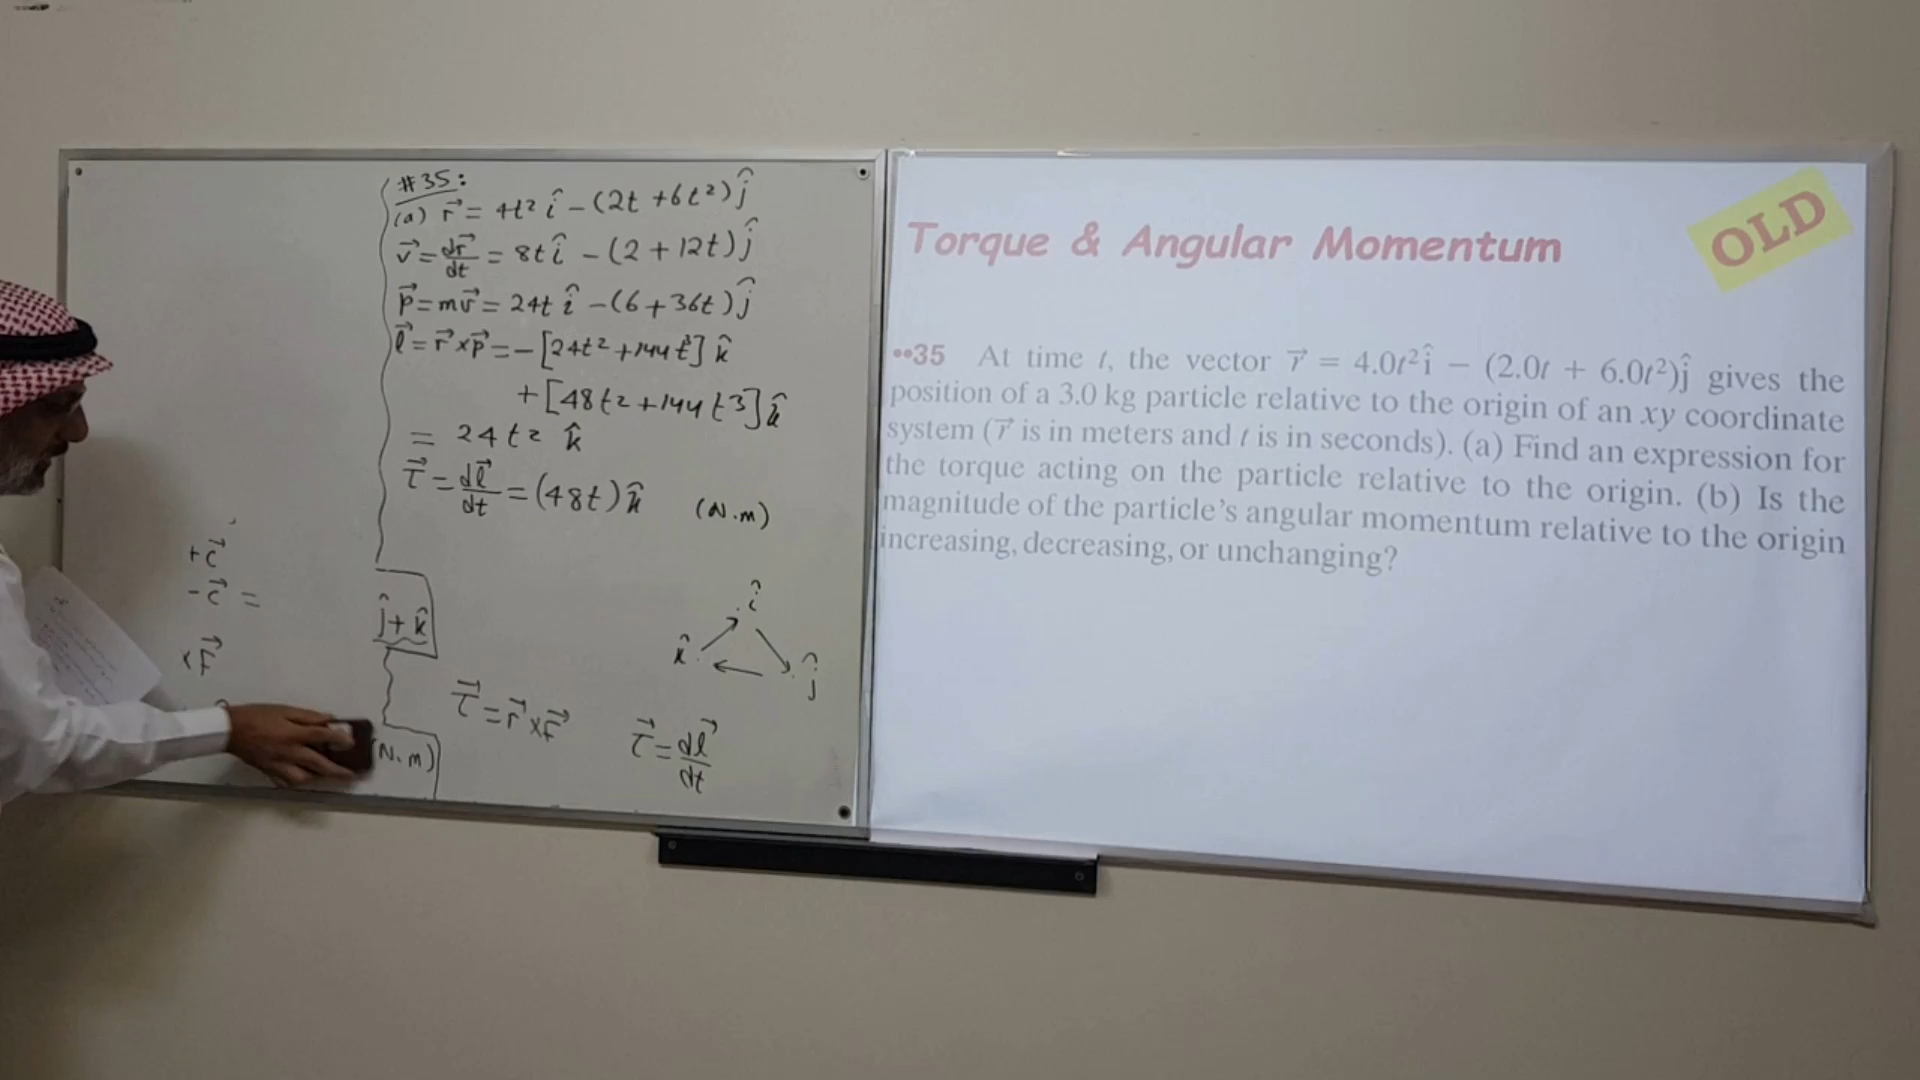 #35:
(a) r⃗ = 4t² î – (2t + 6t²) ĵ
v⃗ = dr⃗/dt = 8t î – (2 + 12t) ĵ
p⃗ = mv⃗ = 24t î – (6 + 36t) ĵ
ℓ⃗ = r⃗ × p⃗ = – [24t² + 144t³] k̂
+ [48t² + 144t³] k̂
= 24t² k̂
τ⃗ = dℓ⃗/dt = (48t) k̂ (N.m)
+ c⃗
- c⃗ =
× F⃗
ĵ + k̂
(N.m)
î
k̂
ĵ
τ⃗ = r⃗ × F⃗
τ⃗ = dℓ⃗/dt
Torque & Angular Momentum
OLD
••35 At time t, the vector r⃗ = 4.0t²î – (2.0t + 6.0t²)ĵ gives the
position of a 3.0 kg particle relative to the origin of an xy coordinate
system (r⃗ is in meters and t is in seconds). (a) Find an expression for
the torque acting on the particle relative to the origin. (b) Is the
magnitude of the particle's angular momentum relative to the origin
increasing, decreasing, or unchanging?